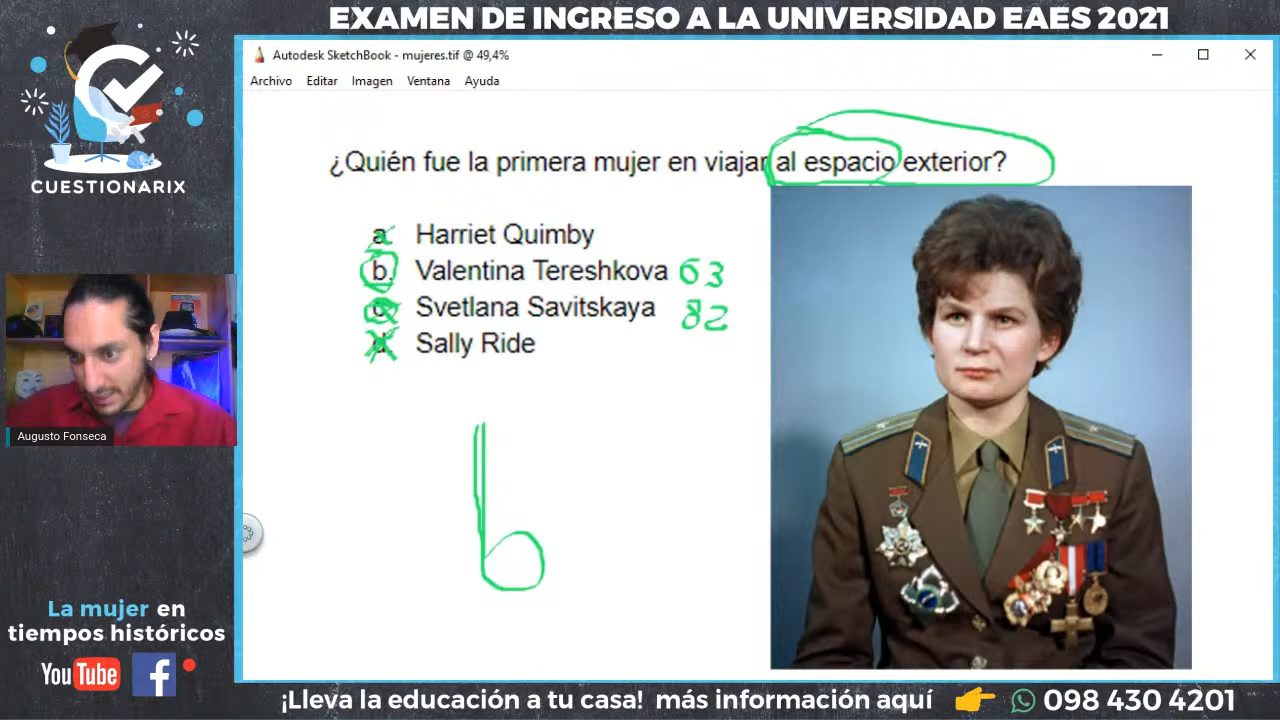 EXAMEN DE INGRESO A LA UNIVERSIDAD EAES 2021
Autodesk SketchBook - mujeres.tif @ 49,4%
Archivo Editar Imagen Ventana Ayuda
CUESTIONARIX
¿Quién fue la primera mujer en viajar al espacio exterior?
a. Harriet Quimby
b. Valentina Tereshkova 63
c. Svetlana Savitskaya 82
d. Sally Ride
b
Augusto Fonseca
La mujer en
tiempos históricos
YouTube f
¡Lleva la educación a tu casa! más información aquí 098 430 4201